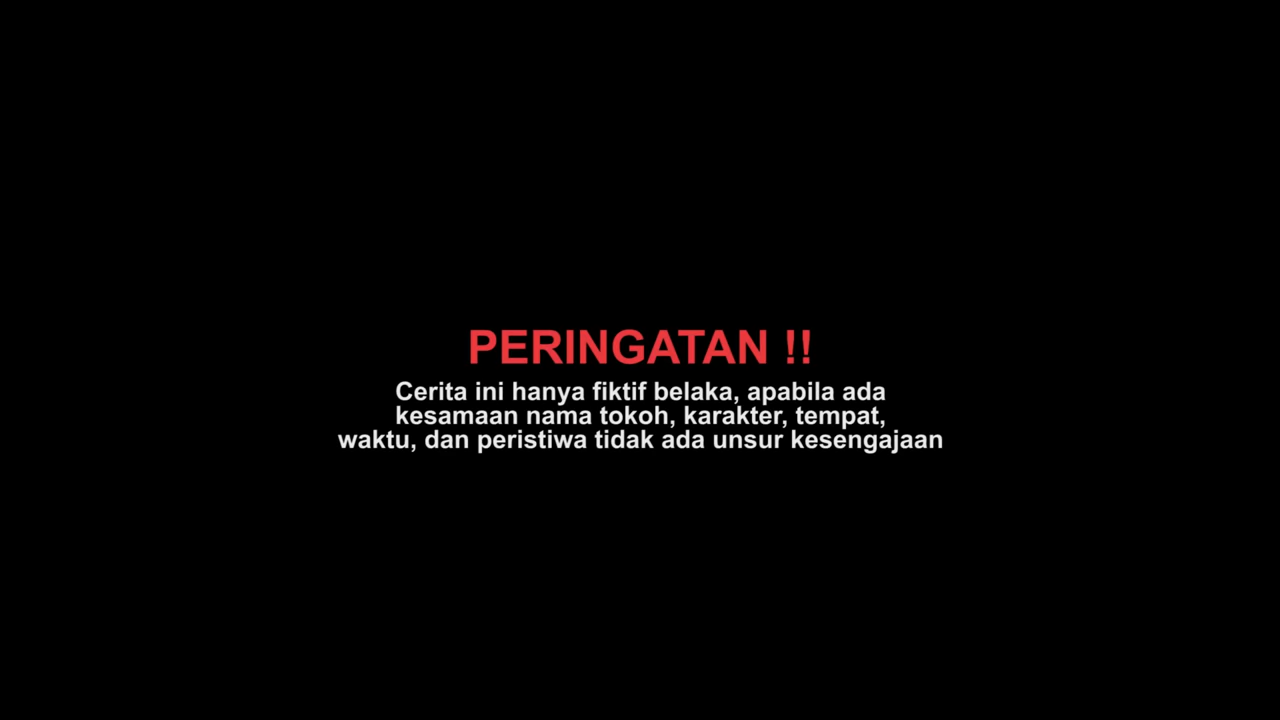 PERINGATAN !!
Cerita ini hanya fiktif belaka, apabila ada
kesamaan nama tokoh, karakter, tempat,
waktu, dan peristiwa tidak ada unsur kesengajaan